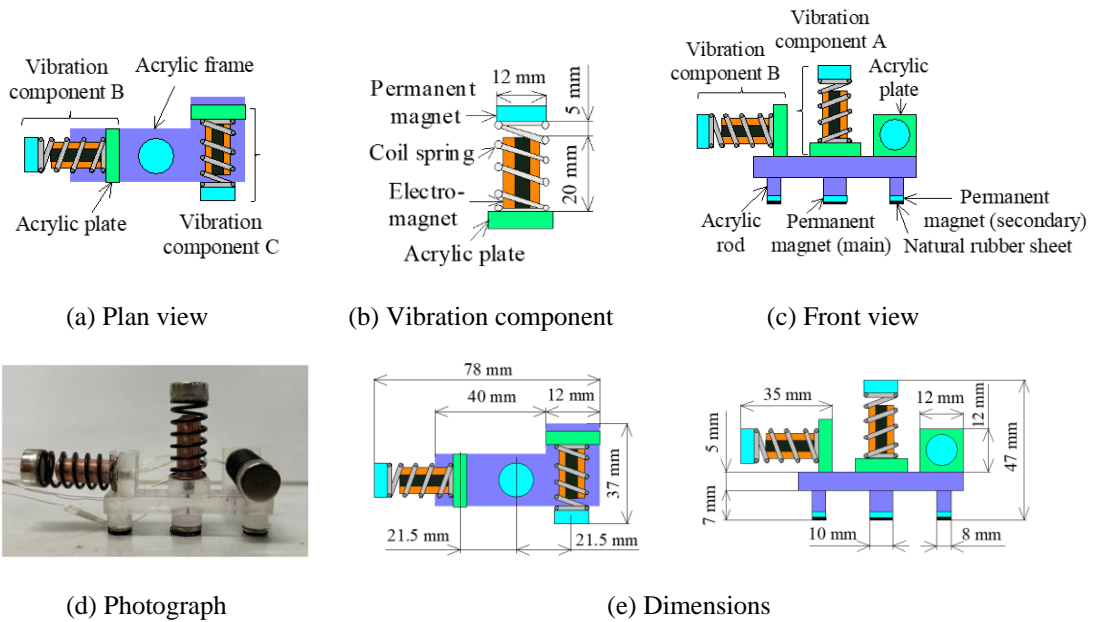 Vibration
component B
Acrylic frame
Acrylic plate
Vibration
component C
12 mm
5 mm
Permanent
magnet
Coil spring
20 mm
Electro-
magnet
Acrylic plate
Vibration
component A
Vibration
component B
Acrylic
plate
Acrylic
rod
Permanent
magnet (main)
Permanent
magnet (secondary)
Natural rubber sheet
(a) Plan view
(b) Vibration component
(c) Front view
78 mm
40 mm
12 mm
37 mm
21.5 mm
21.5 mm
35 mm
12 mm
12 mm
47 mm
5 mm
7 mm
10 mm
8 mm
(d) Photograph
(e) Dimensions